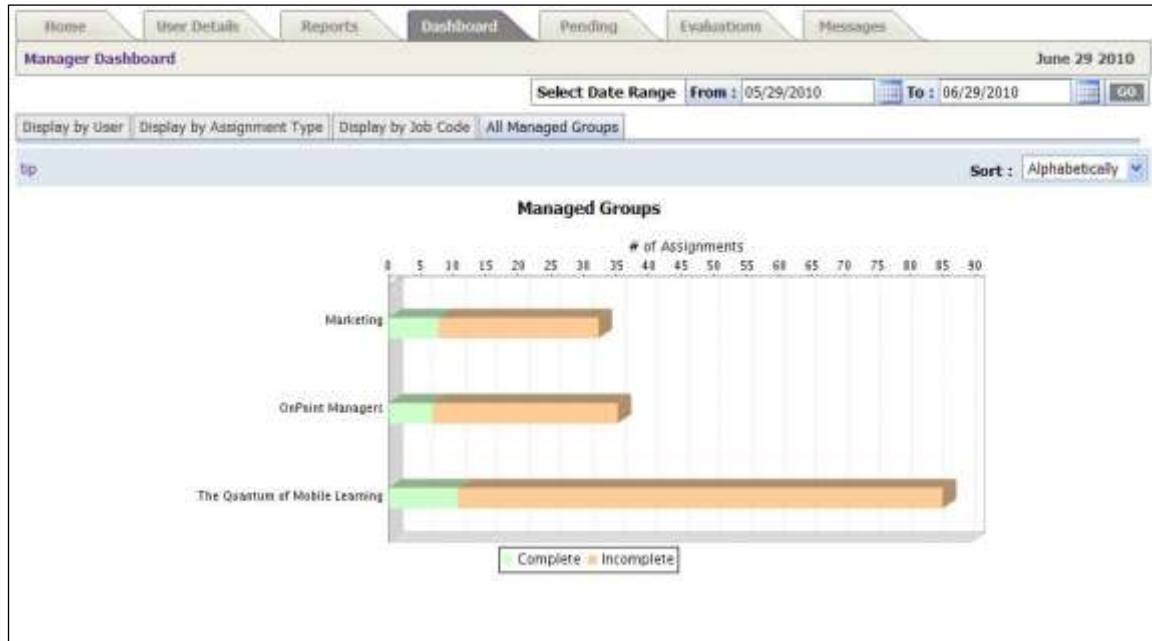 Home User Details Reports Dashboard Pending Evaluations Messages
Manager Dashboard June 29 2010
Select Date Range From : 05/29/2010 To : 06/29/2010 GO
Display by User Display by Assignment Type Display by Job Code All Managed Groups
tip Sort : Alphabetically
Managed Groups
# of Assignments
0 5 10 15 20 25 30 35 40 45 50 55 60 65 70 75 80 85 90
Marketing
OnPoint Managers
The Quantum of Mobile Learning
Complete Incomplete